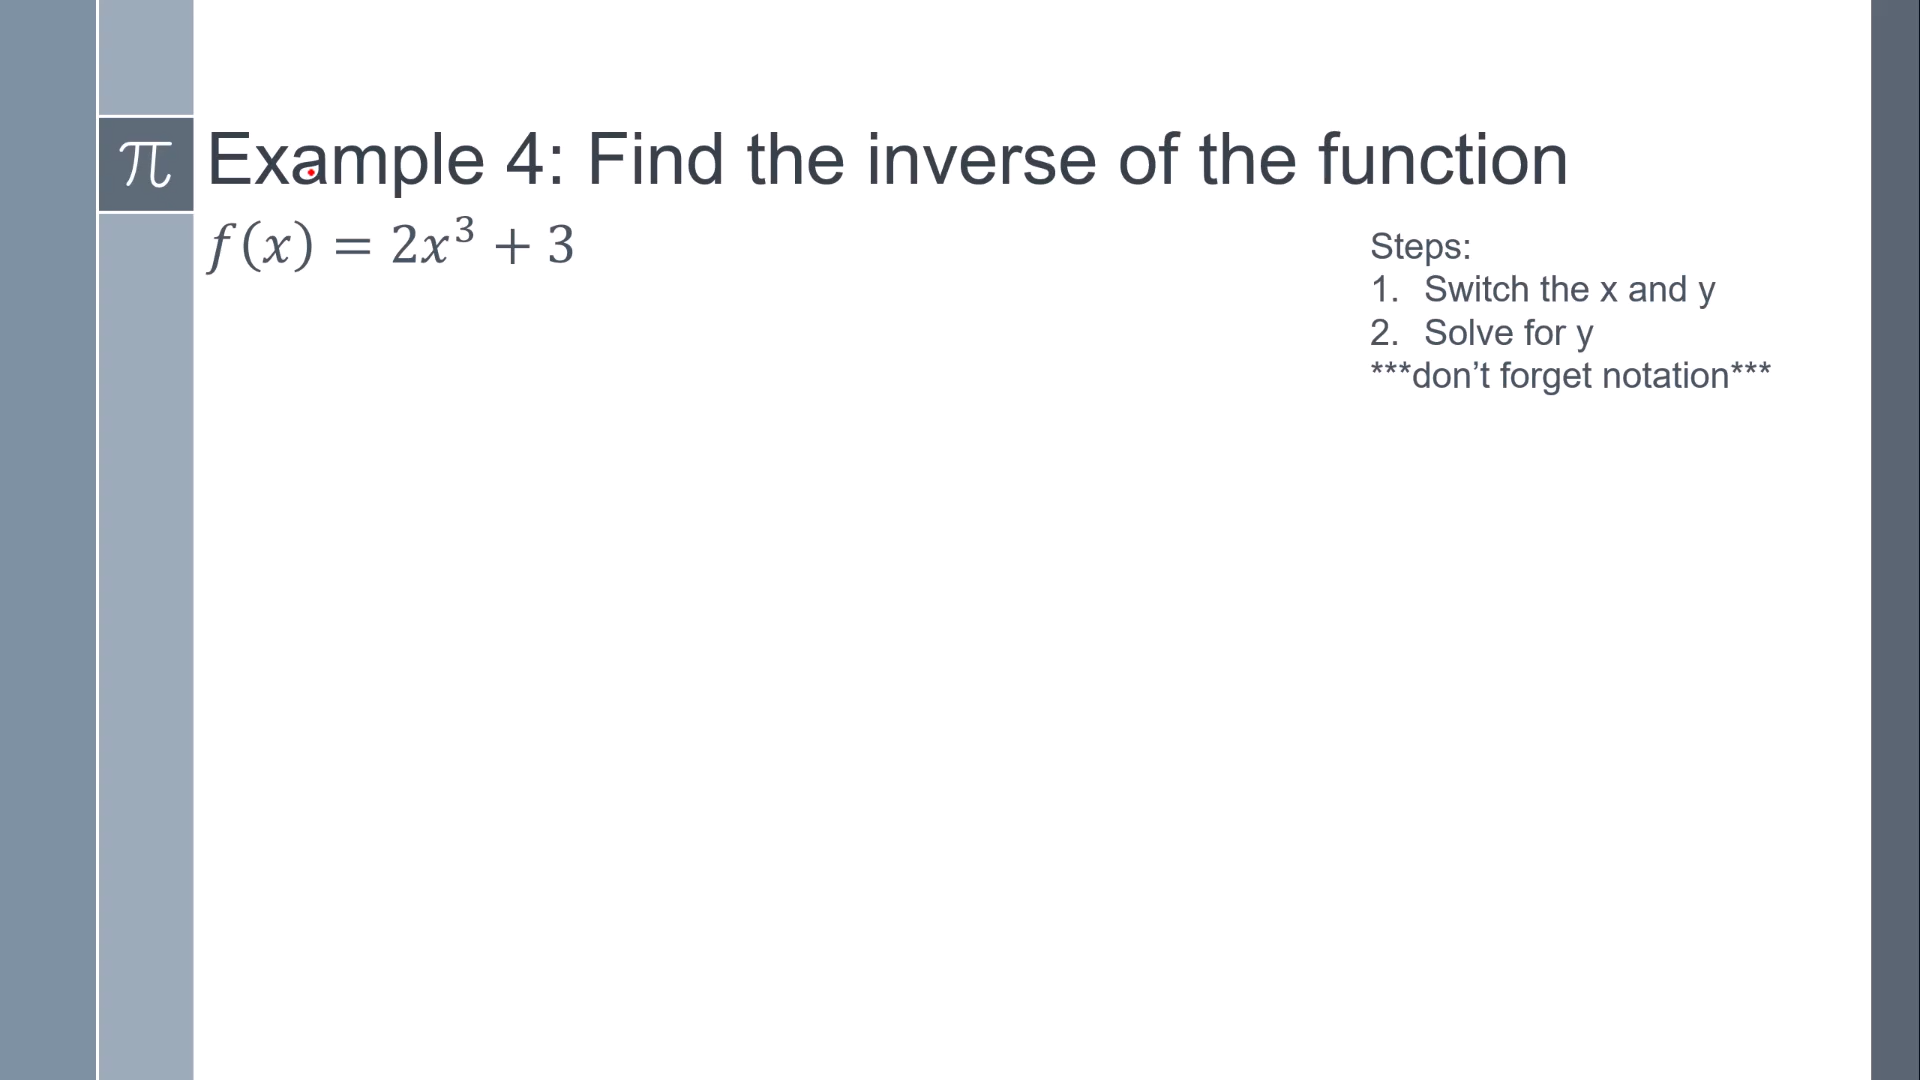 π
Example 4: Find the inverse of the function
f(x) = 2x³ + 3
Steps:
1. Switch the x and y
2. Solve for y
***don’t forget notation***